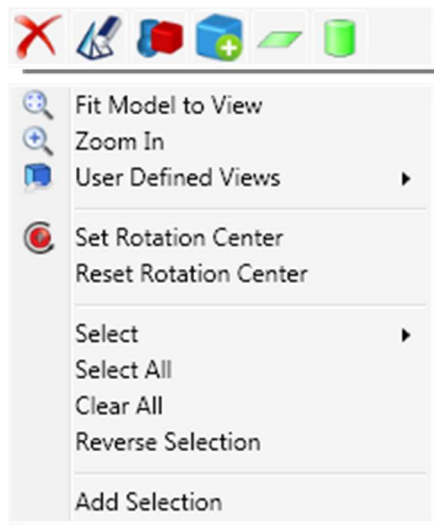 Fit Model to View
Zoom In
User Defined Views
Set Rotation Center
Reset Rotation Center
Select
Select All
Clear All
Reverse Selection
Add Selection